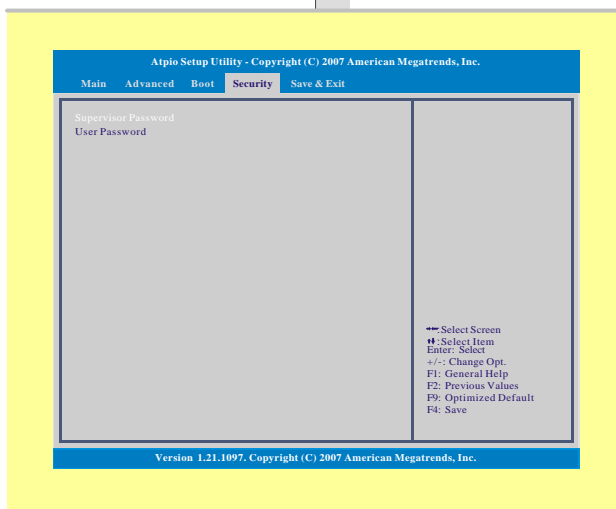 Atpio Setup Utility - Copyright (C) 2007 American Megatrends, Inc.
Main Advanced Boot Security Save & Exit
Supervisor Password
User Password
:Select Screen
:Select Item
Enter: Select
+/-: Change Opt.
F1: General Help
F2: Previous Values
F9: Optimized Default
F4: Save
Version 1.21.1097. Copyright (C) 2007 American Megatrends, Inc.